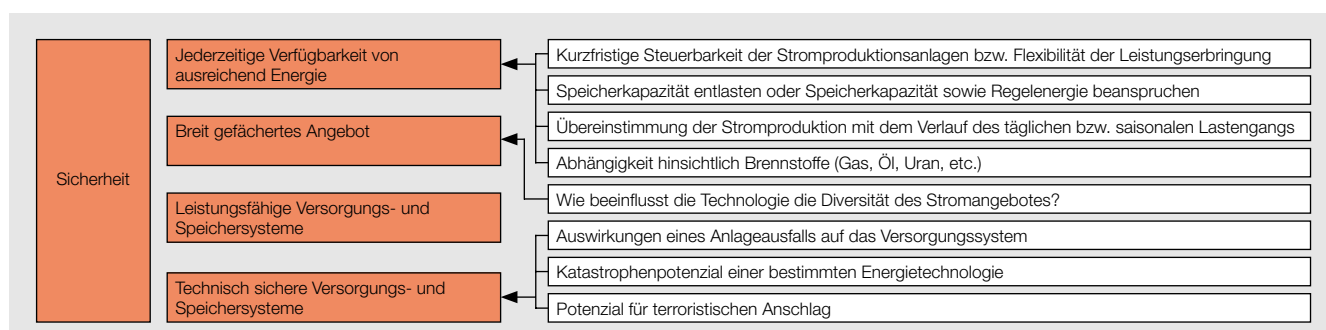 Sicherheit
Jederzeitige Verfügbarkeit von
ausreichend Energie
Breit gefächertes Angebot
Leistungsfähige Versorgungs- und
Speichersysteme
Technisch sichere Versorgungs- und
Speichersysteme
Kurzfristige Steuerbarkeit der Stromproduktionsanlagen bzw. Flexibilität der Leistungserbringung
Speicherkapazität entlasten oder Speicherkapazität sowie Regelenergie beanspruchen
Übereinstimmung der Stromproduktion mit dem Verlauf des täglichen bzw. saisonalen Lastengangs
Abhängigkeit hinsichtlich Brennstoffe (Gas, Öl, Uran, etc.)
Wie beeinflusst die Technologie die Diversität des Stromangebotes?
Auswirkungen eines Anlageausfalls auf das Versorgungssystem
Katastrophenpotenzial einer bestimmten Energietechnologie
Potenzial für terroristischen Anschlag